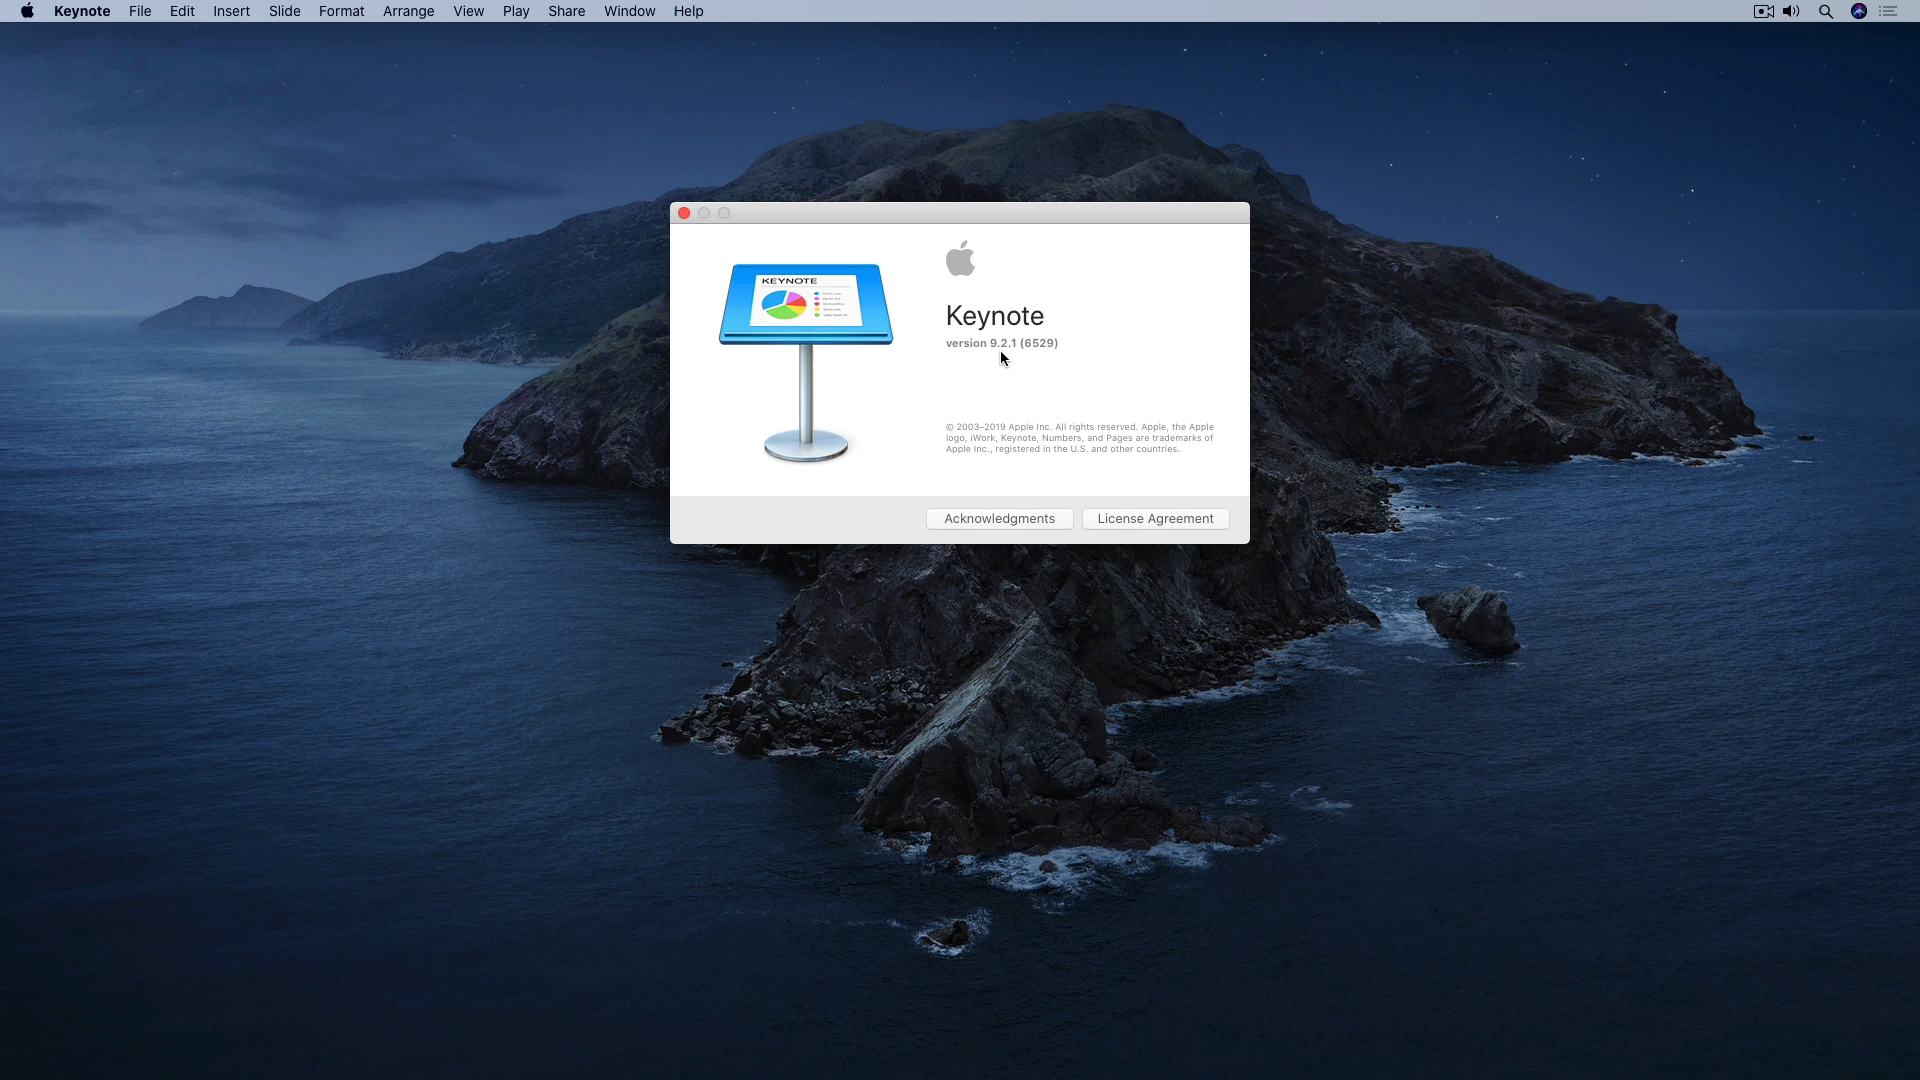 Keynote File Edit Insert Slide Format Arrange View Play Share Window Help
KEYNOTE
Keynote
version 9.2.1 (6529)
© 2003–2019 Apple Inc. All rights reserved. Apple, the Apple
logo, iWork, Keynote, Numbers, and Pages are trademarks of
Apple Inc., registered in the U.S. and other countries.
Acknowledgments
License Agreement